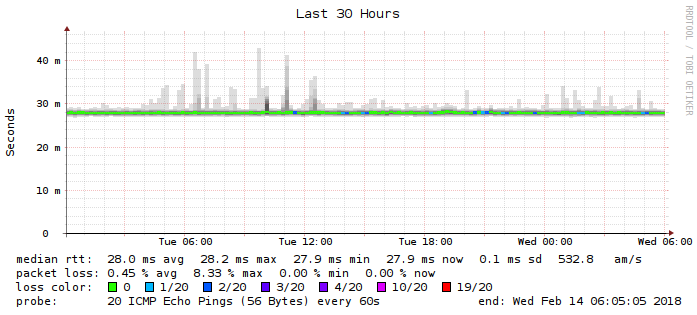 Last 30 Hours
RRDTOOL / TOBI OETIKER
Seconds
40 m
30 m
20 m
10 m
0
Tue 06:00 Tue 12:00 Tue 18:00 Wed 00:00 Wed 06:00
median rtt: 28.0 ms avg 28.2 ms max 27.9 ms min 27.9 ms now 0.1 ms sd 532.8 am/s
packet loss: 0.45 % avg 8.33 % max 0.00 % min 0.00 % now
loss color: 0 1/20 2/20 3/20 4/20 10/20 19/20
probe: 20 ICMP Echo Pings (56 Bytes) every 60s end: Wed Feb 14 06:05:05 2018